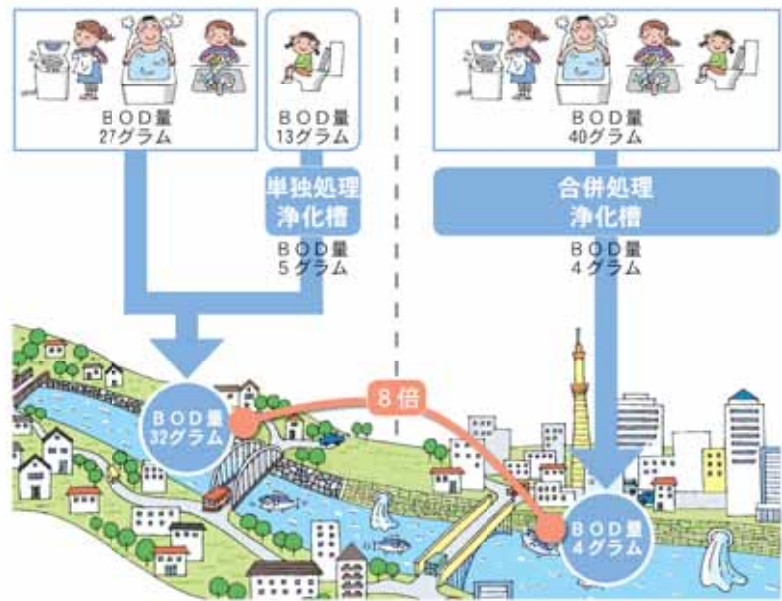 BOD量
27グラム
BOD量
13グラム
単独処理
浄化槽
BOD量
5グラム
BOD量
32グラム
BOD量
40グラム
合併処理
浄化槽
BOD量
4グラム
8倍
BOD量
4グラム